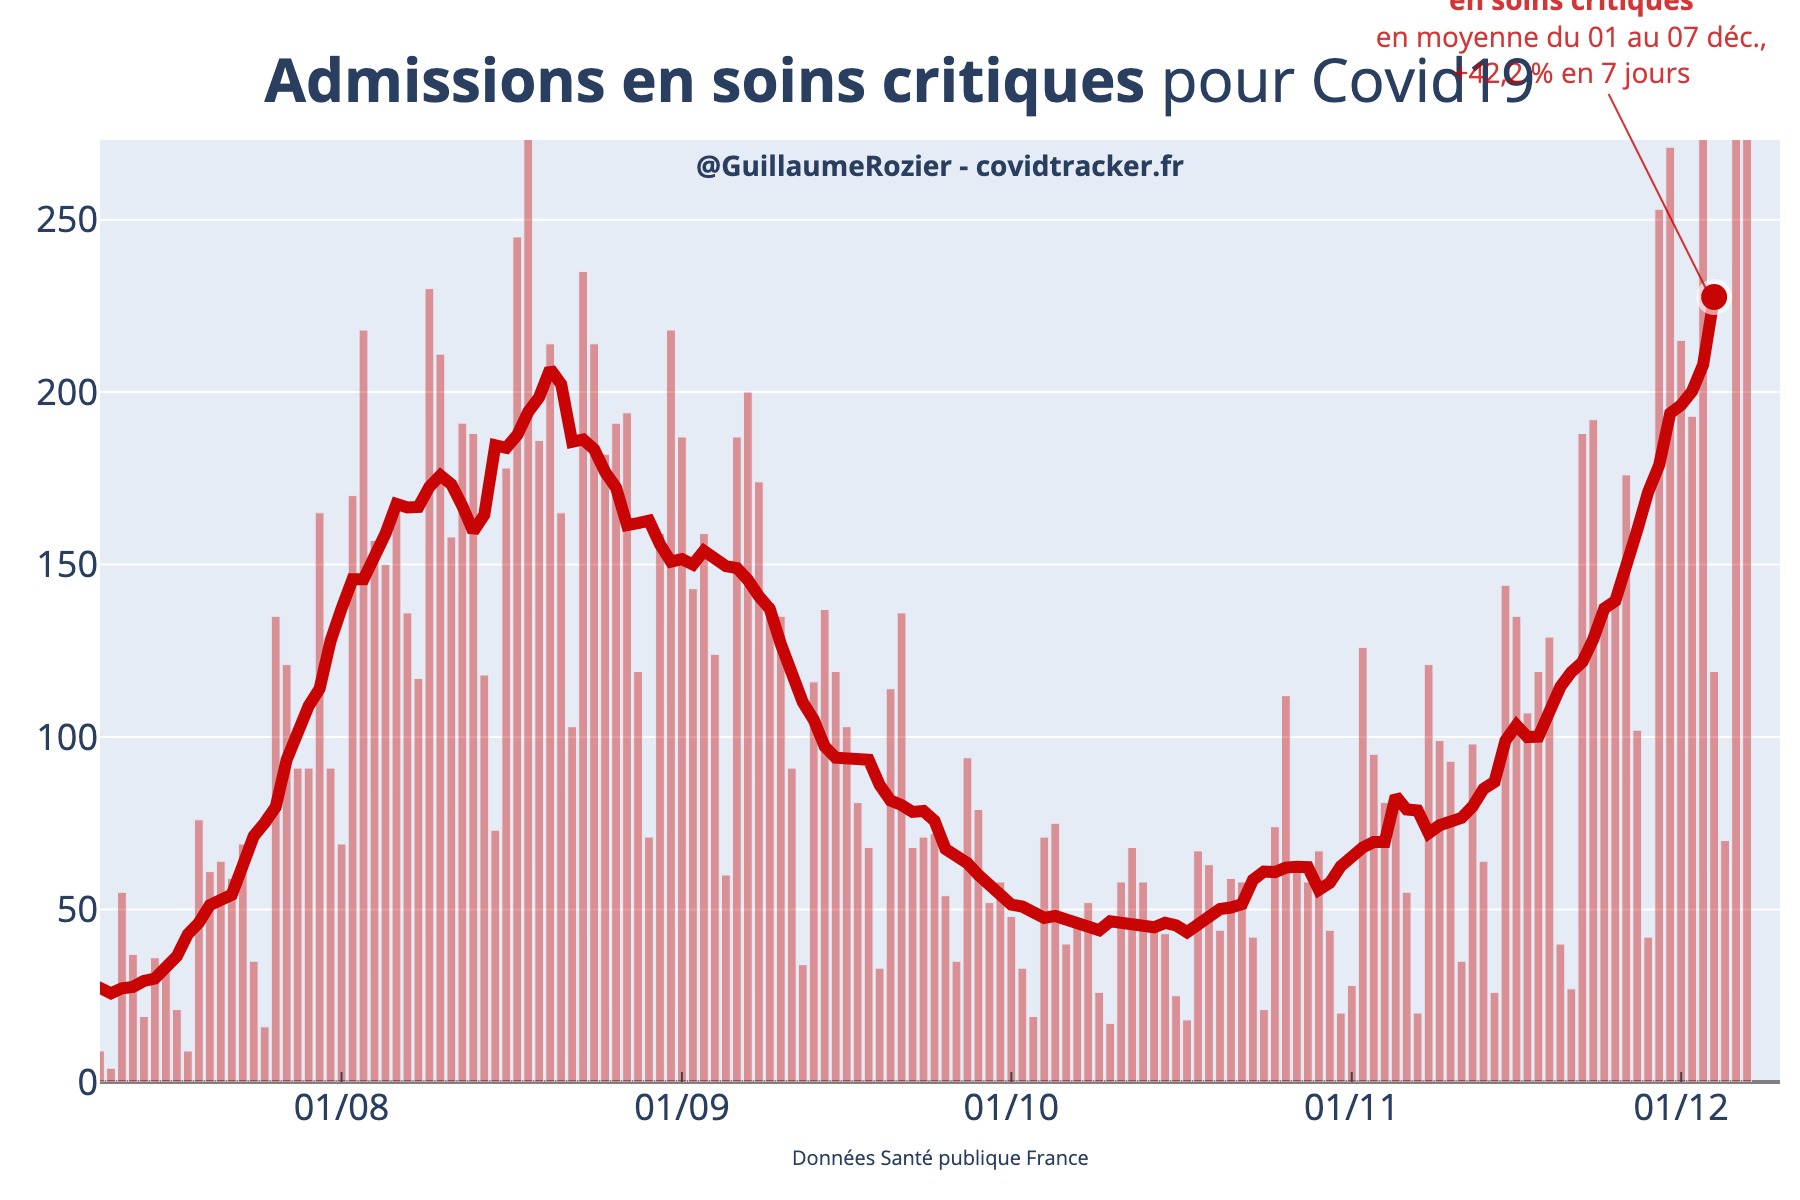 en soins critiques
en moyenne du 01 au 07 déc.,
+42,2 % en 7 jours
Admissions en soins critiques pour Covid19
@GuillaumeRozier - covidtracker.fr
250
200
150
100
50
0
01/08 01/09 01/10 01/11 01/12
Données Santé publique France